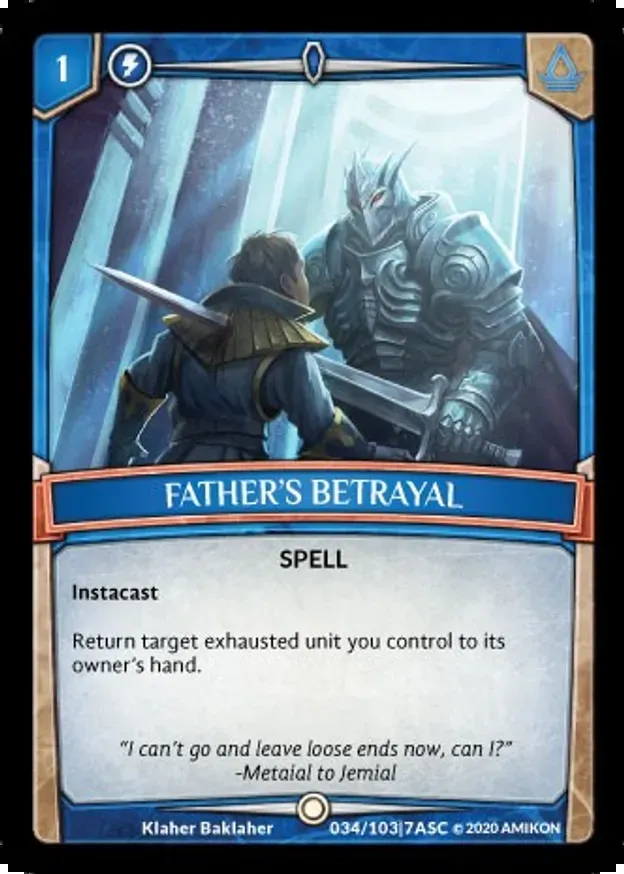 1
FATHER'S BETRAYAL
SPELL
Instacast
Return target exhausted unit you control to its
owner's hand.
"I can't go and leave loose ends now, can I?"
-Metaial to Jemial
Klaher Baklaher
034/103|7ASC © 2020 AMIKON